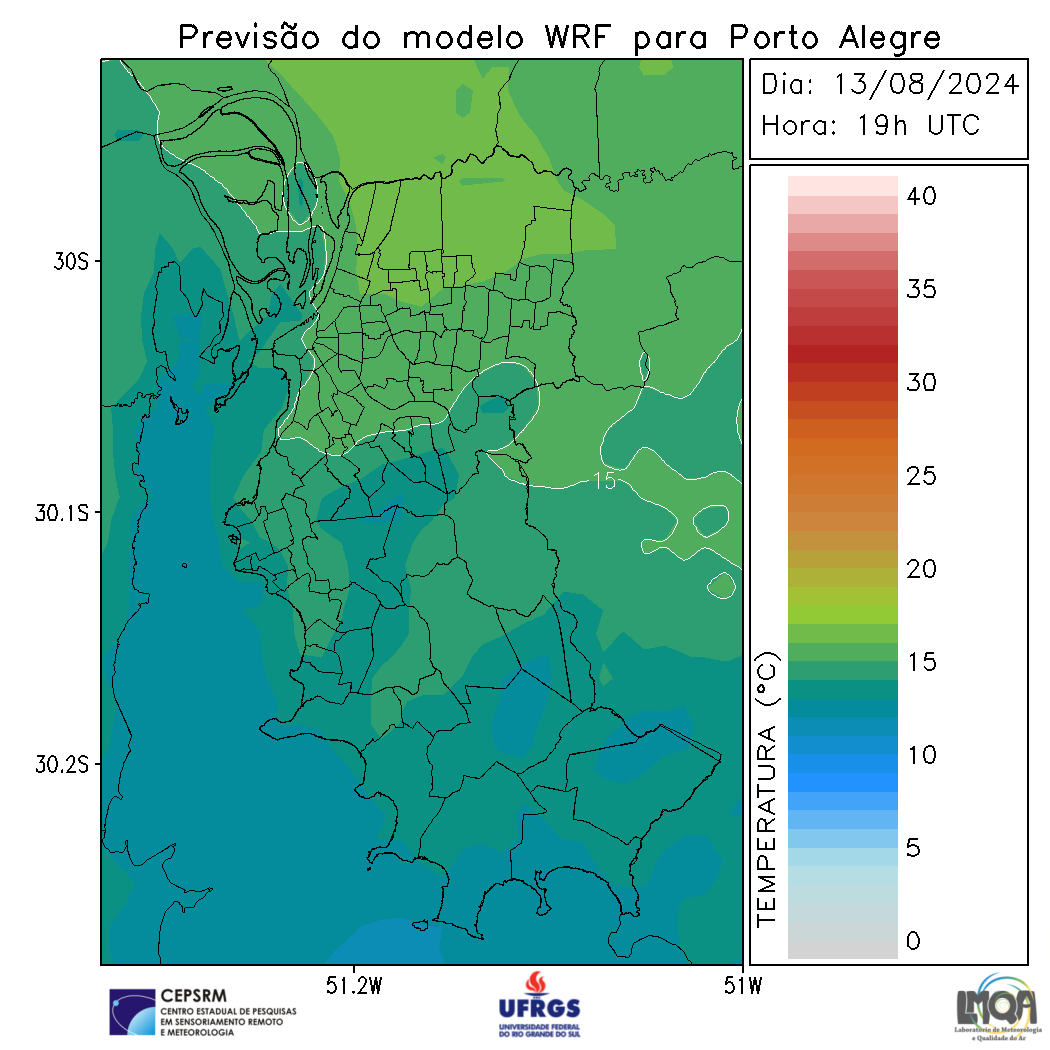 Previsão do modelo WRF para Porto Alegre
Dia: 13/08/2024
Hora: 19h UTC
40
35
30
25
20
15
10
5
0
TEMPERATURA (°C)
30S
30.1S
30.2S
15
51.2W
51W
CEPSRM
CENTRO ESTADUAL DE PESQUISAS
EM SENSORIAMENTO REMOTO
E METEOROLOGIA
UFRGS
UNIVERSIDADE FEDERAL
DO RIO GRANDE DO SUL
LMQA
Laboratório de Meteorologia
e Qualidade do Ar